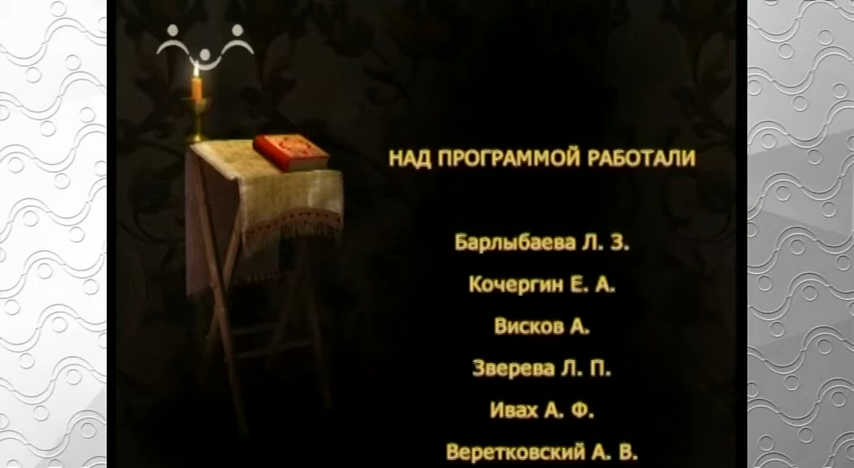 НАД ПРОГРАММОЙ РАБОТАЛИ
Барлыбаева Л. З.
Кочергин Е. А.
Висков А.
Зверева Л. П.
Ивах А. Ф.
Веретковский А. В.